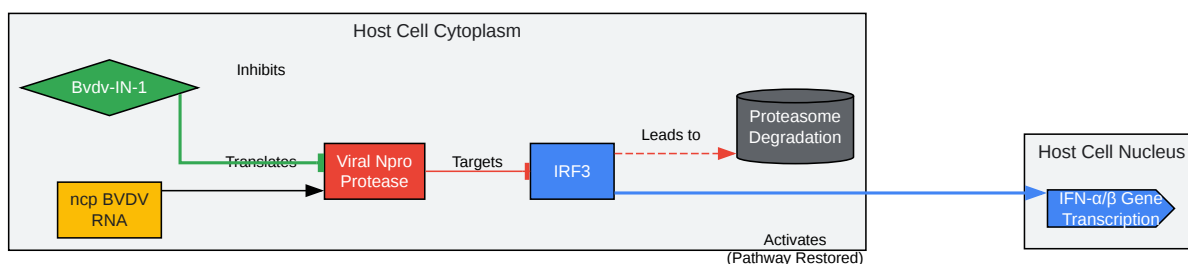 Host Cell Cytoplasm
Bvdv-IN-1
Inhibits
Translates
ncp BVDV
RNA
Viral Npro
Protease
Targets
IRF3
Leads to
Proteasome
Degradation
Activates
(Pathway Restored)
Host Cell Nucleus
IFN-α/β Gene
Transcription